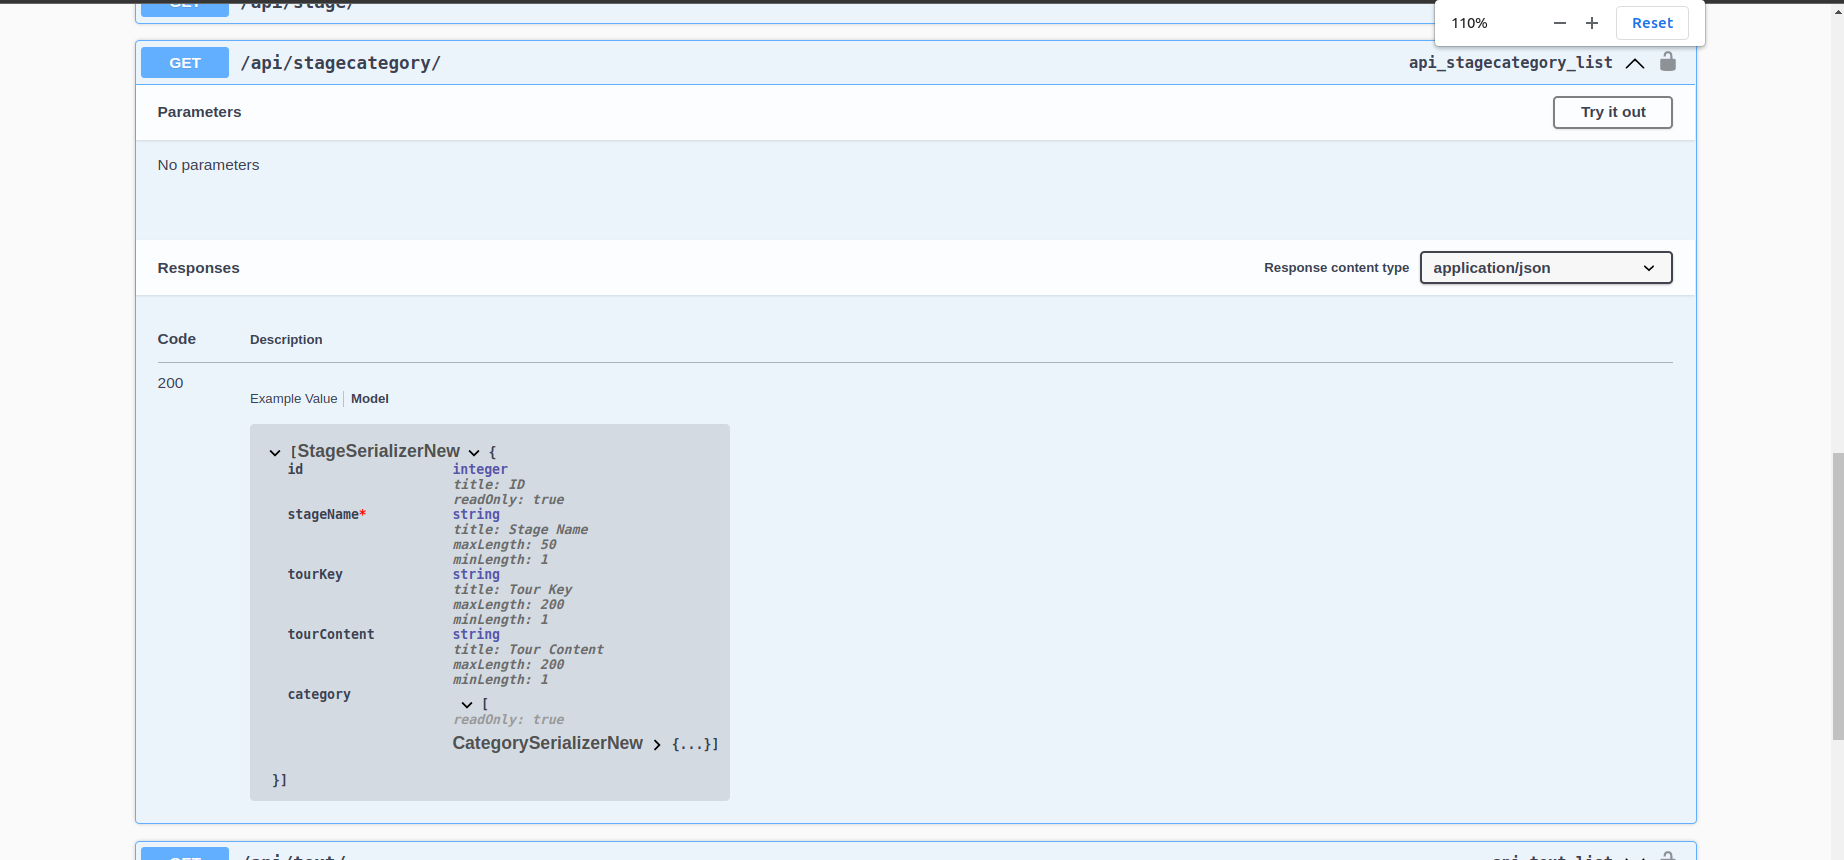 GET /api/stage/
110% Reset
GET /api/stagecategory/ api_stagecategory_list
Parameters Try it out
No parameters
Responses Response content type application/json
Code Description
200
Example Value Model
[StageSerializerNew {
id integer
title: ID
readOnly: true
stageName* string
title: Stage Name
maxLength: 50
minLength: 1
tourKey string
title: Tour Key
maxLength: 200
minLength: 1
tourContent string
title: Tour Content
maxLength: 200
minLength: 1
category [
readOnly: true
CategorySerializerNew {...}]
}]
GET /api/text/ api_text_list